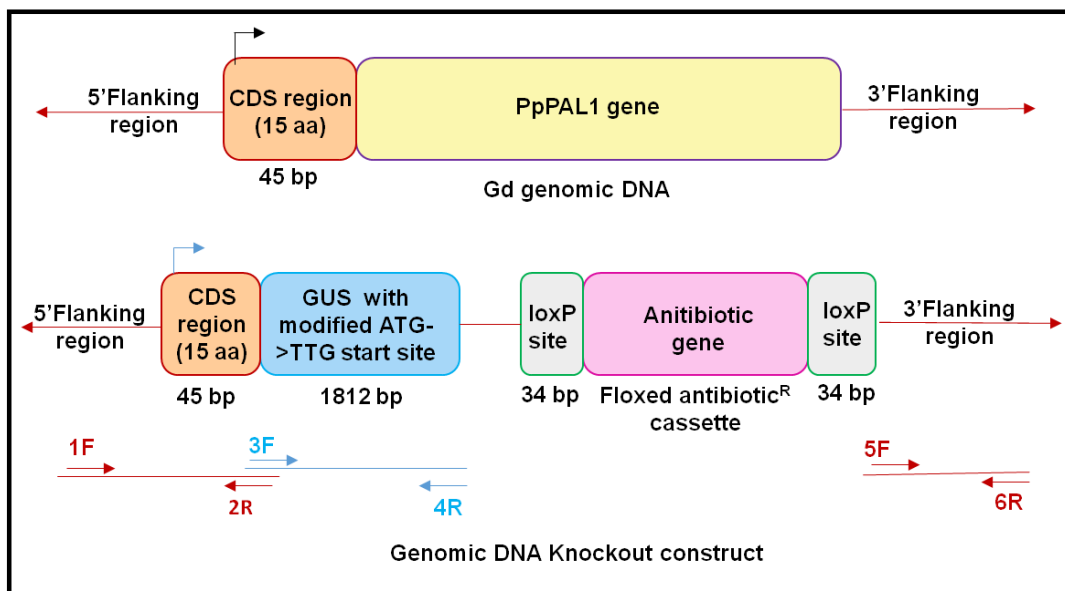 5'Flanking
region
CDS region
(15 aa)
PpPAL1 gene
3'Flanking
region
45 bp
Gd genomic DNA
5'Flanking
region
CDS
region
(15 aa)
GUS with
modified ATG-
>TTG start site
loxP
site
Anitibiotic
gene
loxP
site
3'Flanking
region
45 bp
1812 bp
34 bp
Floxed antibioticᴿ
cassette
34 bp
1F
2R
3F
4R
5F
6R
Genomic DNA Knockout construct